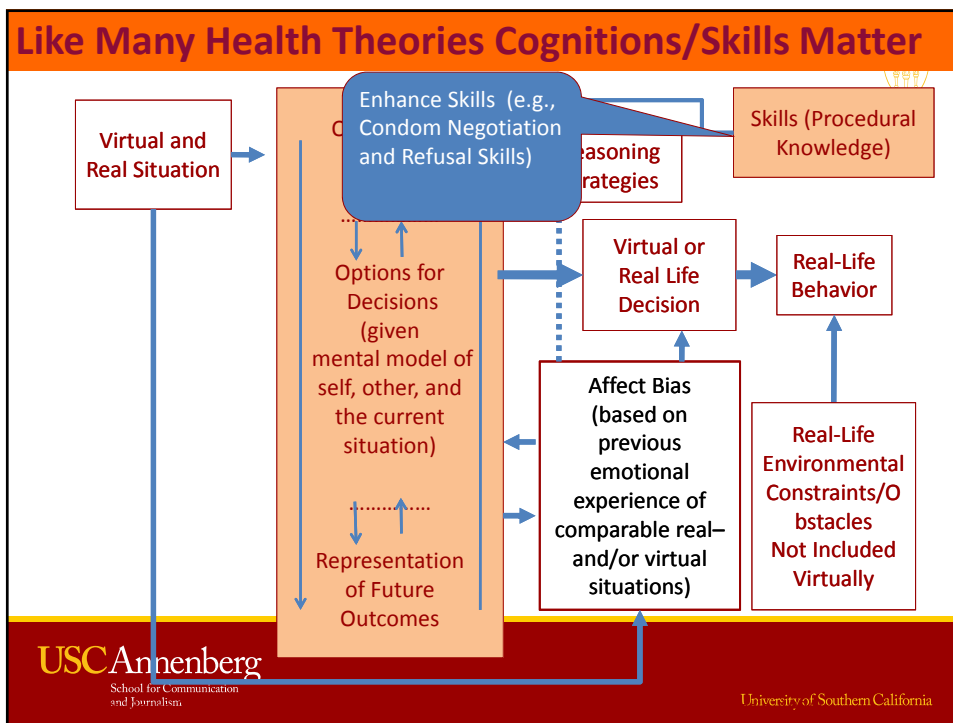 Like Many Health Theories Cognitions/Skills Matter
Virtual and
Real Situation
Enhance Skills (e.g.,
Condom Negotiation
and Refusal Skills)
Skills (Procedural
Knowledge)
easoning
rategies
Options for
Decisions
(given
mental model of
self, other, and
the current
situation)
Representation
of Future
Outcomes
Virtual or
Real Life
Decision
Real-Life
Behavior
Affect Bias
(based on
previous
emotional
experience of
comparable real–
and/or virtual
situations)
Real-Life
Environmental
Constraints/O
bstacles
Not Included
Virtually
USC Annenberg
School for Communication
and Journalism
University of Southern California